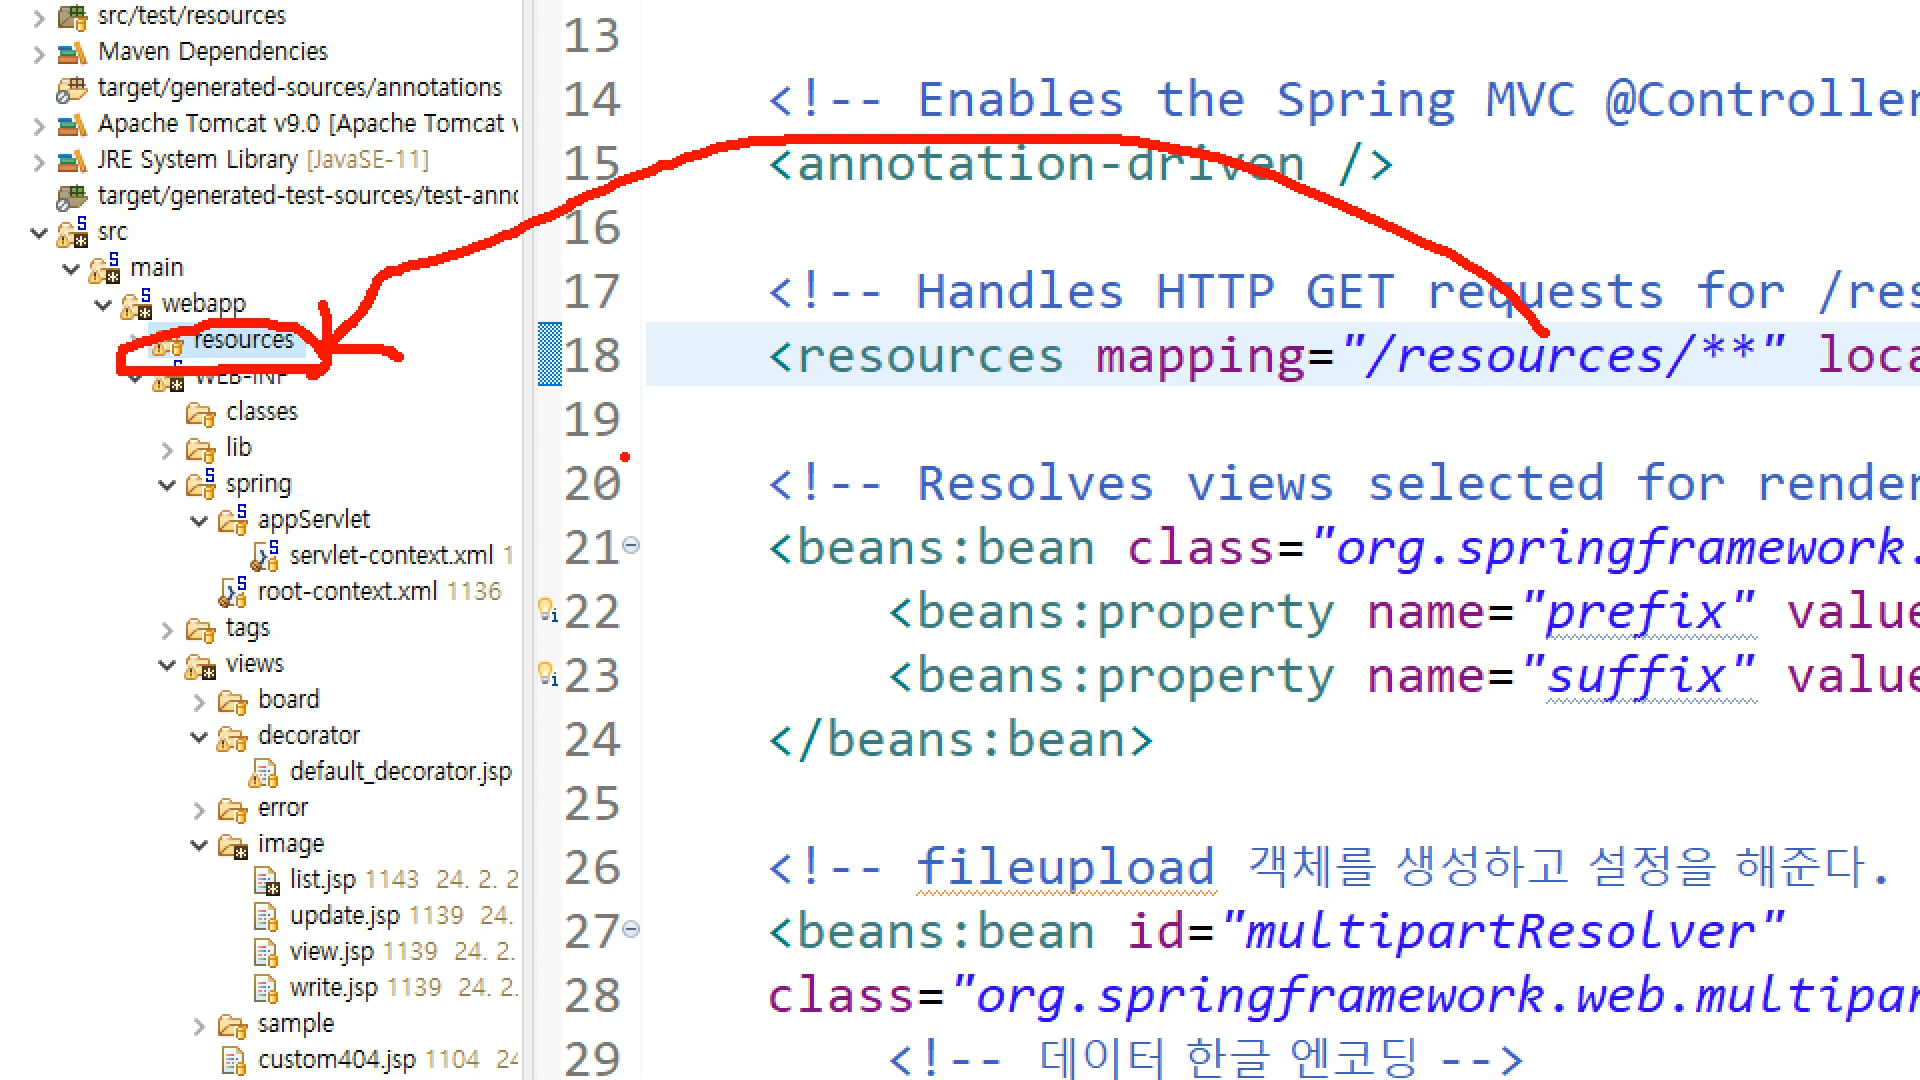 src/test/resources
Maven Dependencies
target/generated-sources/annotations
Apache Tomcat v9.0 [Apache Tomcat v
JRE System Library [JavaSE-11]
target/generated-test-sources/test-anno
src
main
webapp
resources
WEB-INF
classes
lib
spring
appServlet
servlet-context.xml 1
root-context.xml 1136
tags
views
board
decorator
default_decorator.jsp
error
image
list.jsp 1143 24. 2. 2
update.jsp 1139 24.
view.jsp 1139 24. 2.
write.jsp 1139 24. 2.
sample
custom404.jsp 1104 24
13
14 <!-- Enables the Spring MVC @Controller
15 <annotation-driven />
16
17 <!-- Handles HTTP GET requests for /res
18 <resources mapping="/resources/**" loca
19
20 <!-- Resolves views selected for render
21 <beans:bean class="org.springframework.
22 <beans:property name="prefix" value
23 <beans:property name="suffix" value
24 </beans:bean>
25
26 <!-- fileupload 객체를 생성하고 설정을 해준다.
27 <beans:bean id="multipartResolver"
28 class="org.springframework.web.multipar
29 <!-- 데이터 한글 엔코딩 -->